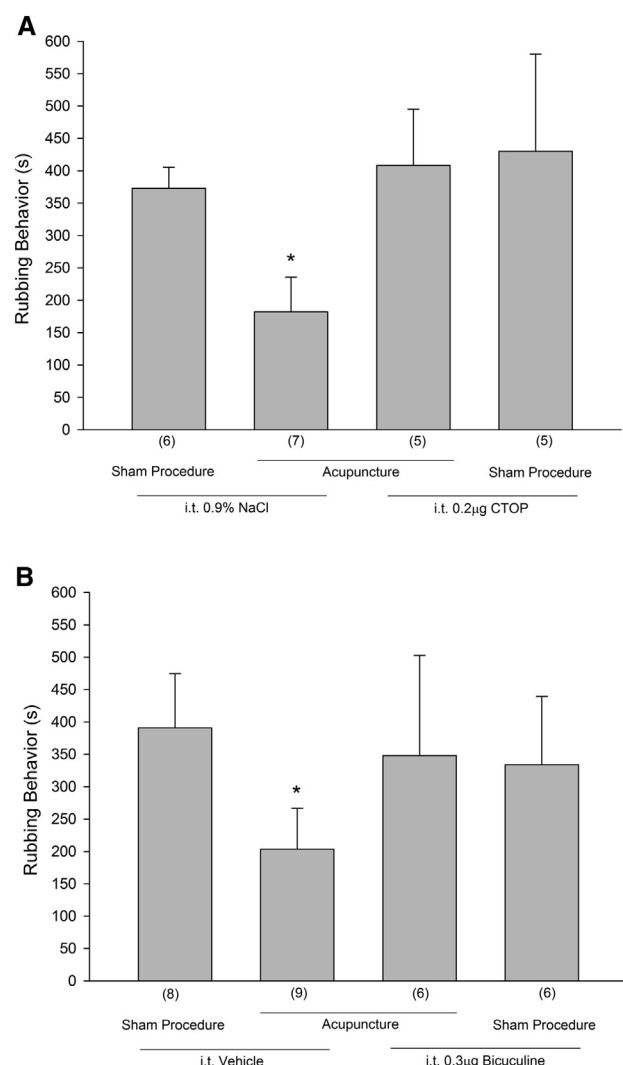 A
600
550
500
450
400
350
300
250
200
150
100
50
0
Rubbing Behavior (s)
*
(6) (7) (5) (5)
Sham Procedure Acupuncture Sham Procedure
i.t. 0.9% NaCl i.t. 0.2μg CTOP
B
600
550
500
450
400
350
300
250
200
150
100
50
0
Rubbing Behavior (s)
*
(8) (9) (6) (6)
Sham Procedure Acupuncture Sham Procedure
i.t. Vehicle i.t. 0.3μg Bicuculine